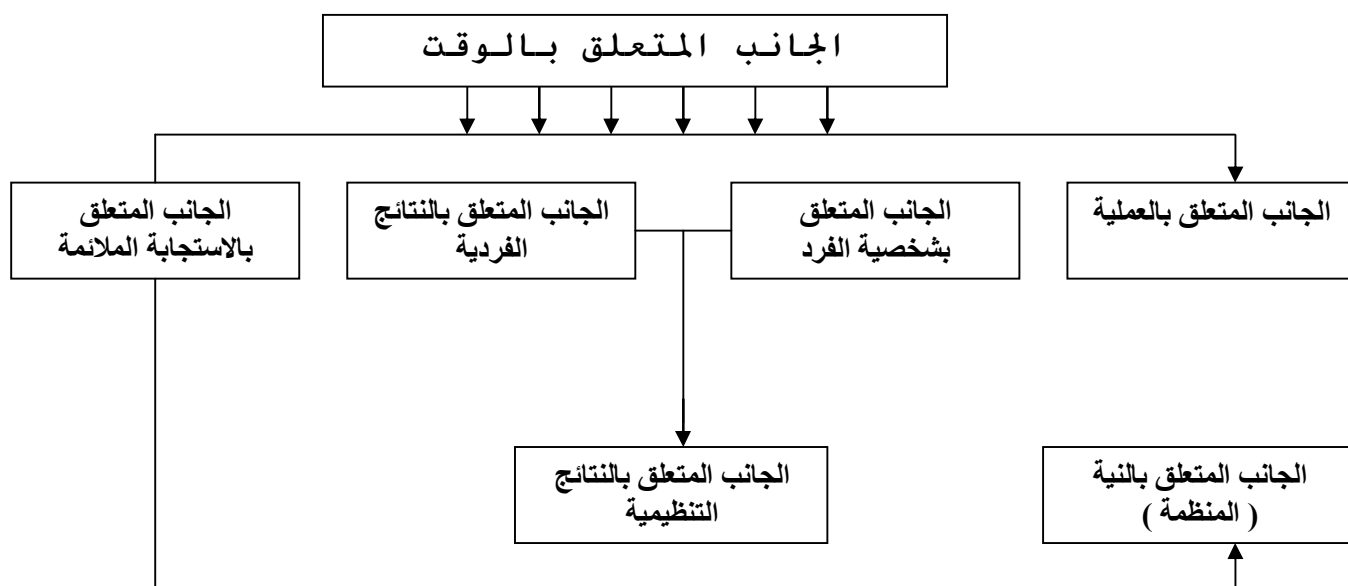 الجانب المتعلق بالوقت
الجانب المتعلق بالعملية
الجانب المتعلق
بشخصية الفرد
الجانب المتعلق بالنتائج
الفردية
الجانب المتعلق
بالاستجابة الملائمة
الجانب المتعلق بالنية
( المنظمة )
الجانب المتعلق بالنتائج
التنظيمية